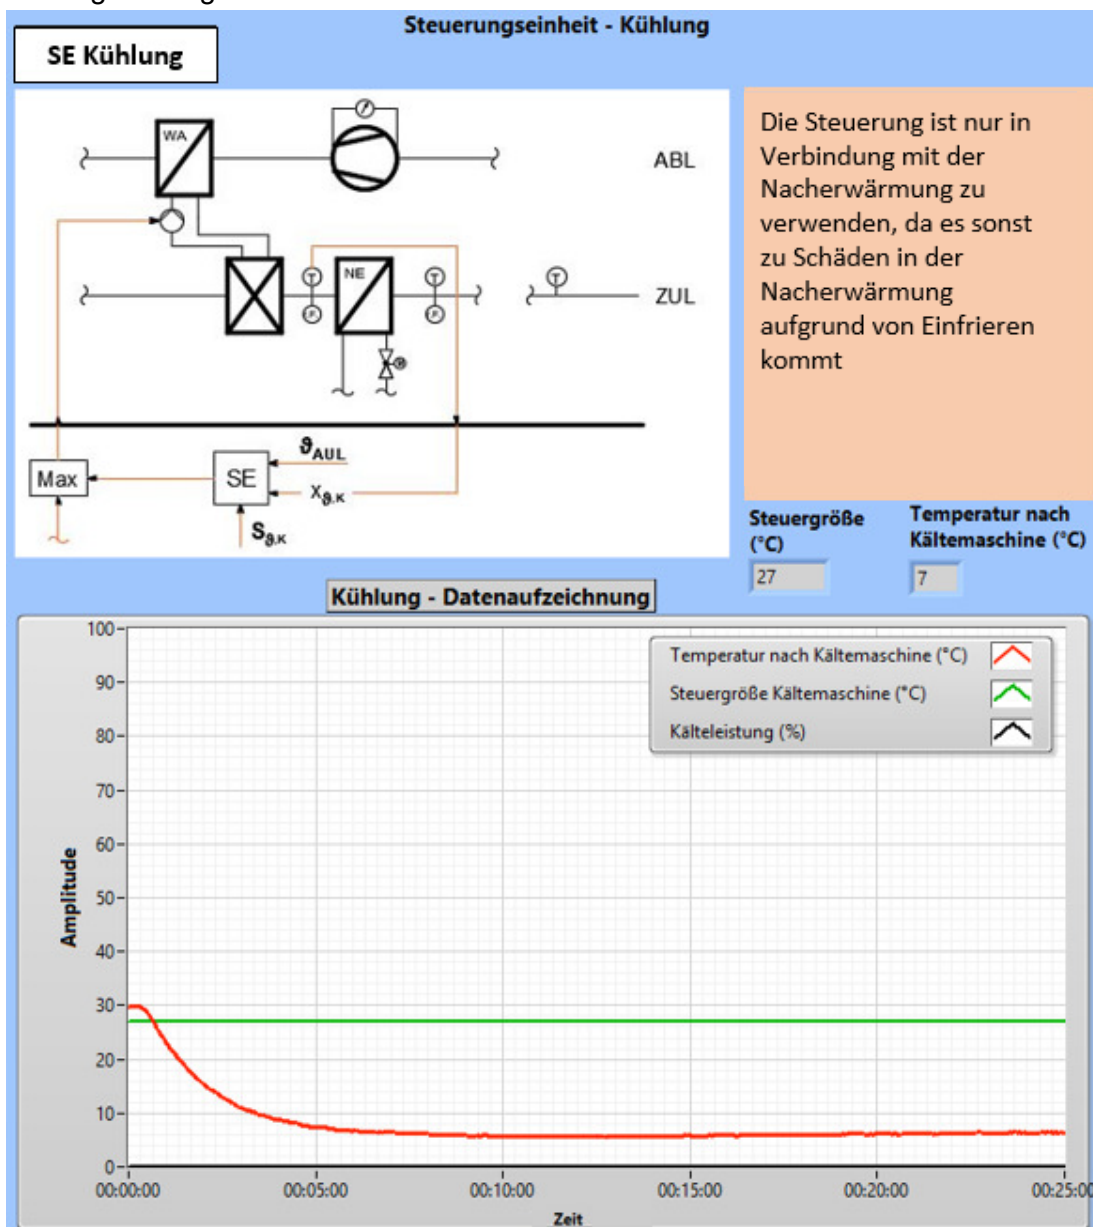 Steuerungseinheit - Kühlung
SE Kühlung
WA
ABL
NE
ZUL
T
T
T
ϑAUL
Max
SE
Xϑ,K
Sϑ,K
Die Steuerung ist nur in
Verbindung mit der
Nacherwärmung zu
verwenden, da es sonst
zu Schäden in der
Nacherwärmung
aufgrund von Einfrieren
kommt
Steuergröße
(°C)
27
Temperatur nach
Kältemaschine (°C)
7
Kühlung - Datenaufzeichnung
Temperatur nach Kältemaschine (°C)
Steuergröße Kältemaschine (°C)
Kälteleistung (%)
Amplitude
100
90
80
70
60
50
40
30
20
10
0
00:00:00 00:05:00 00:10:00 00:15:00 00:20:00 00:25:00
Zeit